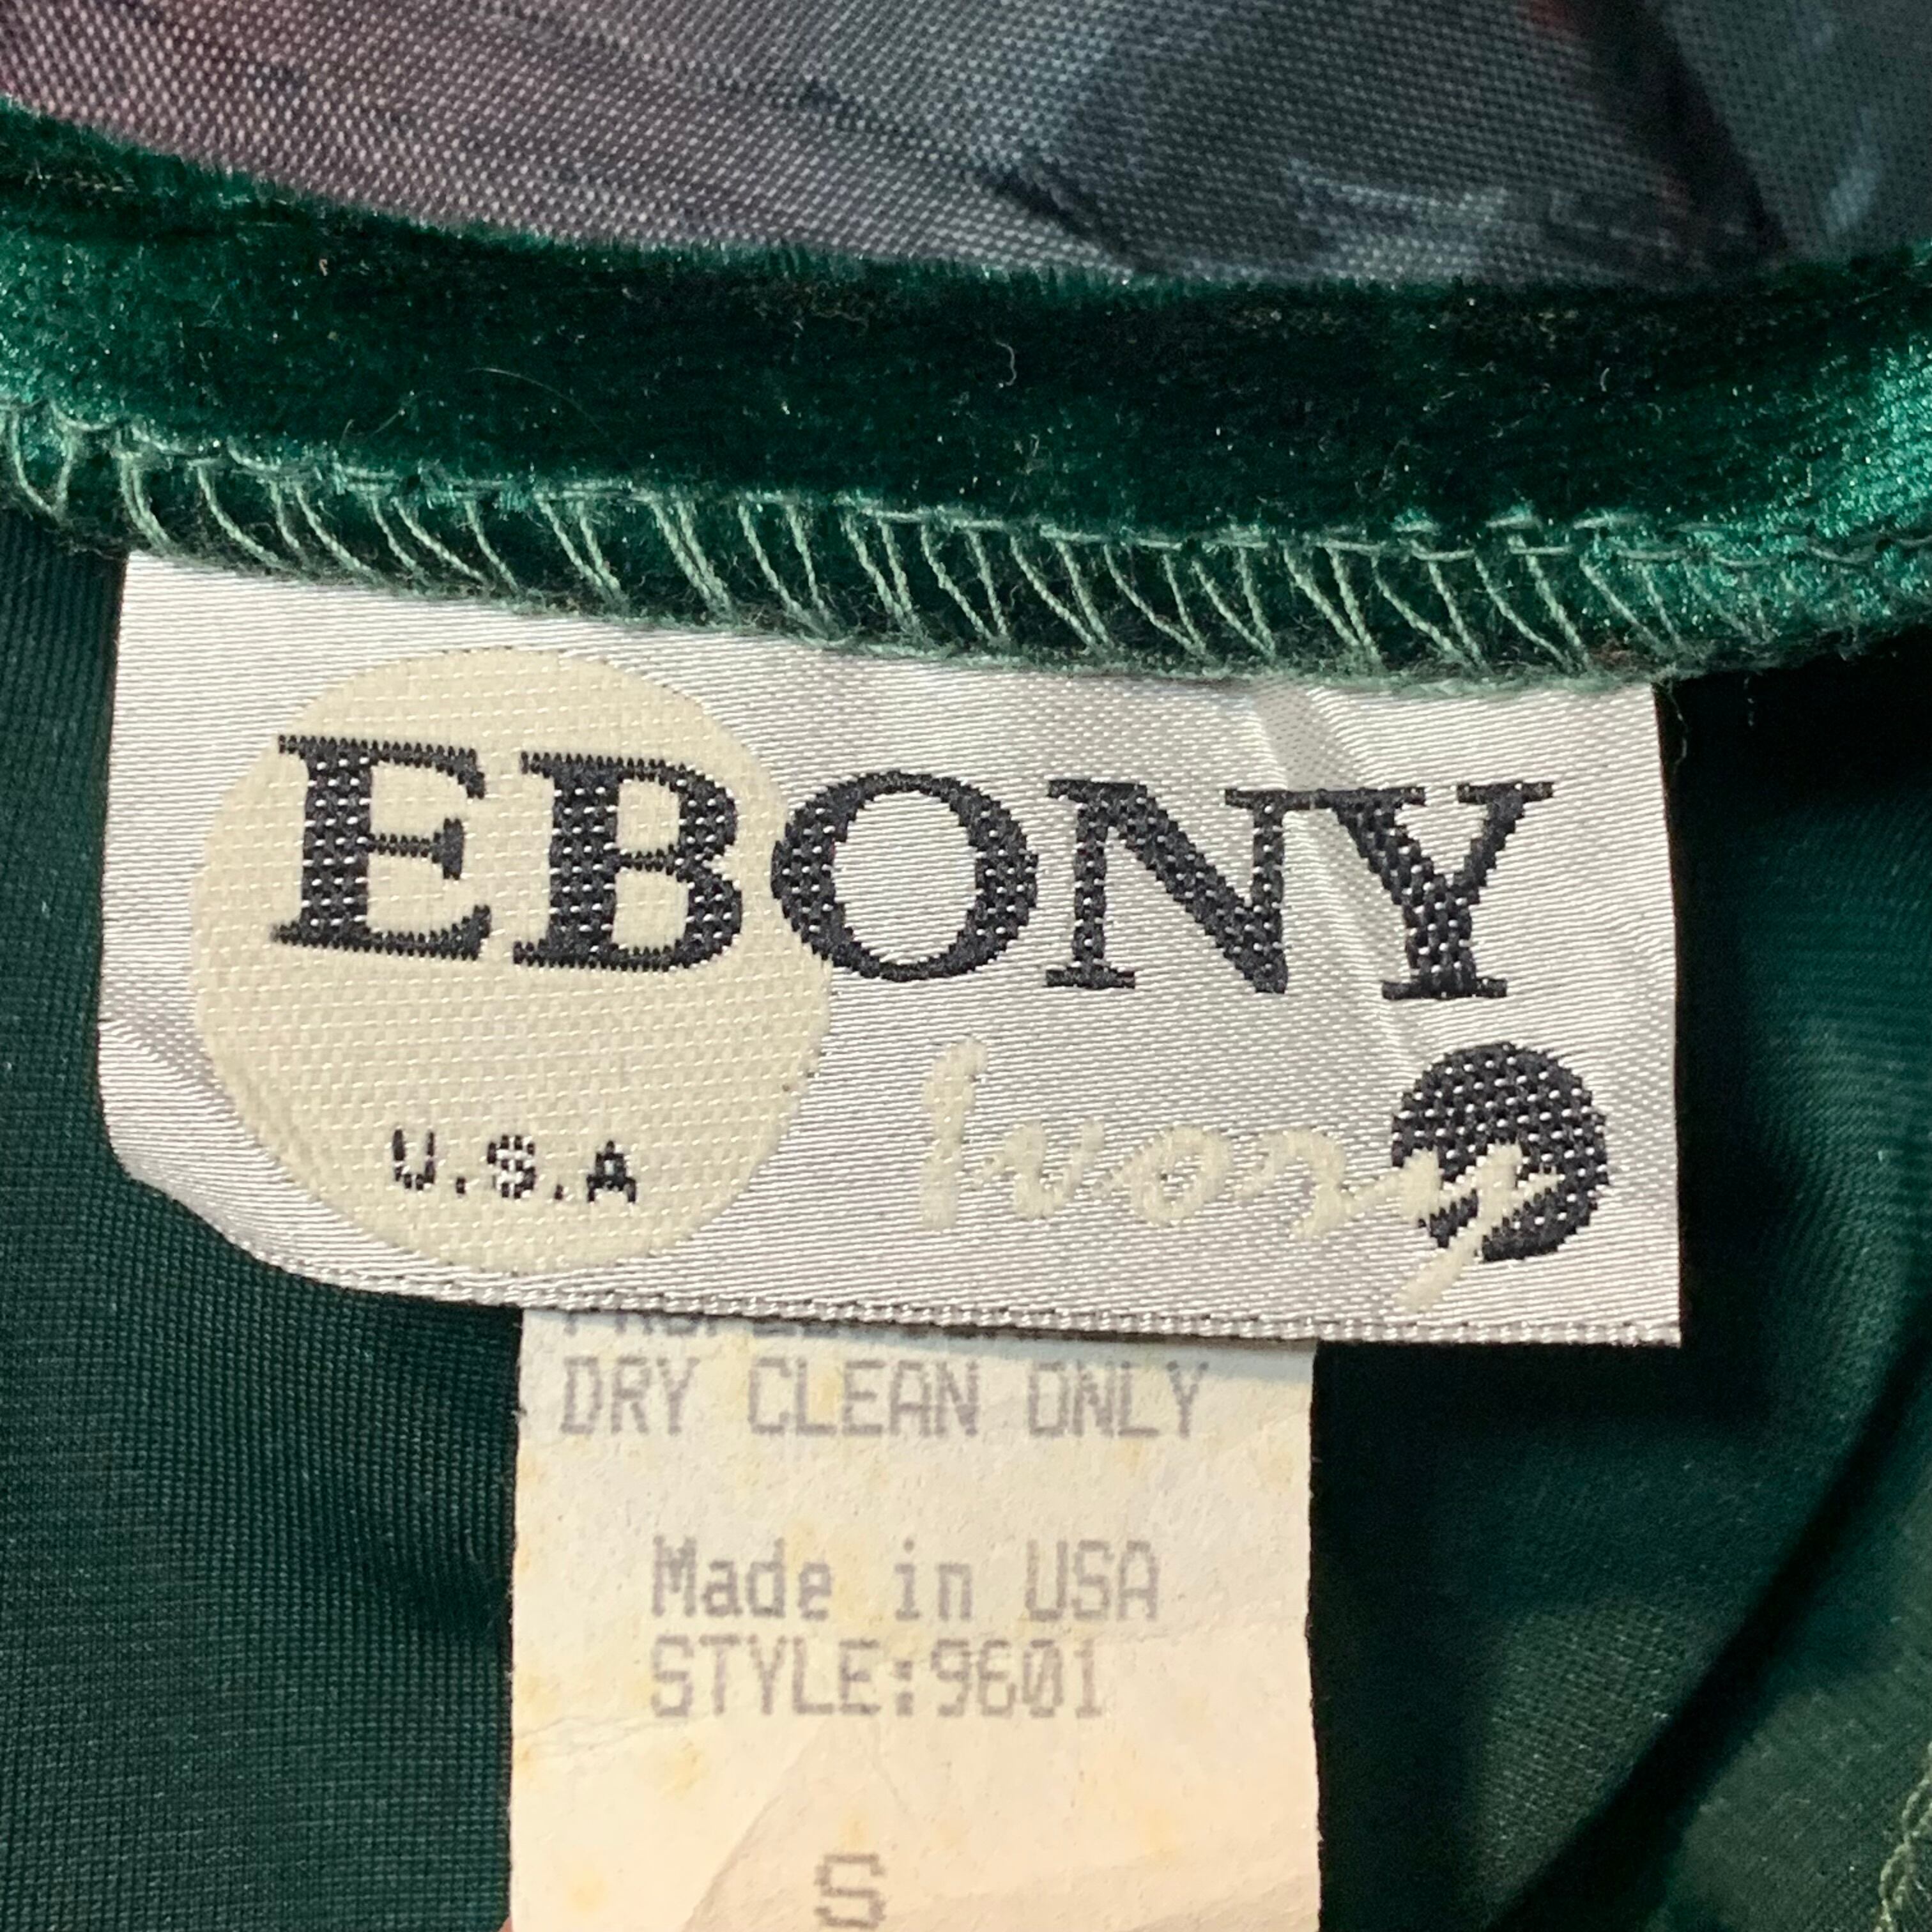 EBONY
Ivory
U.S.A
DRY CLEAN ONLY
Made in USA
STYLE:9601
S